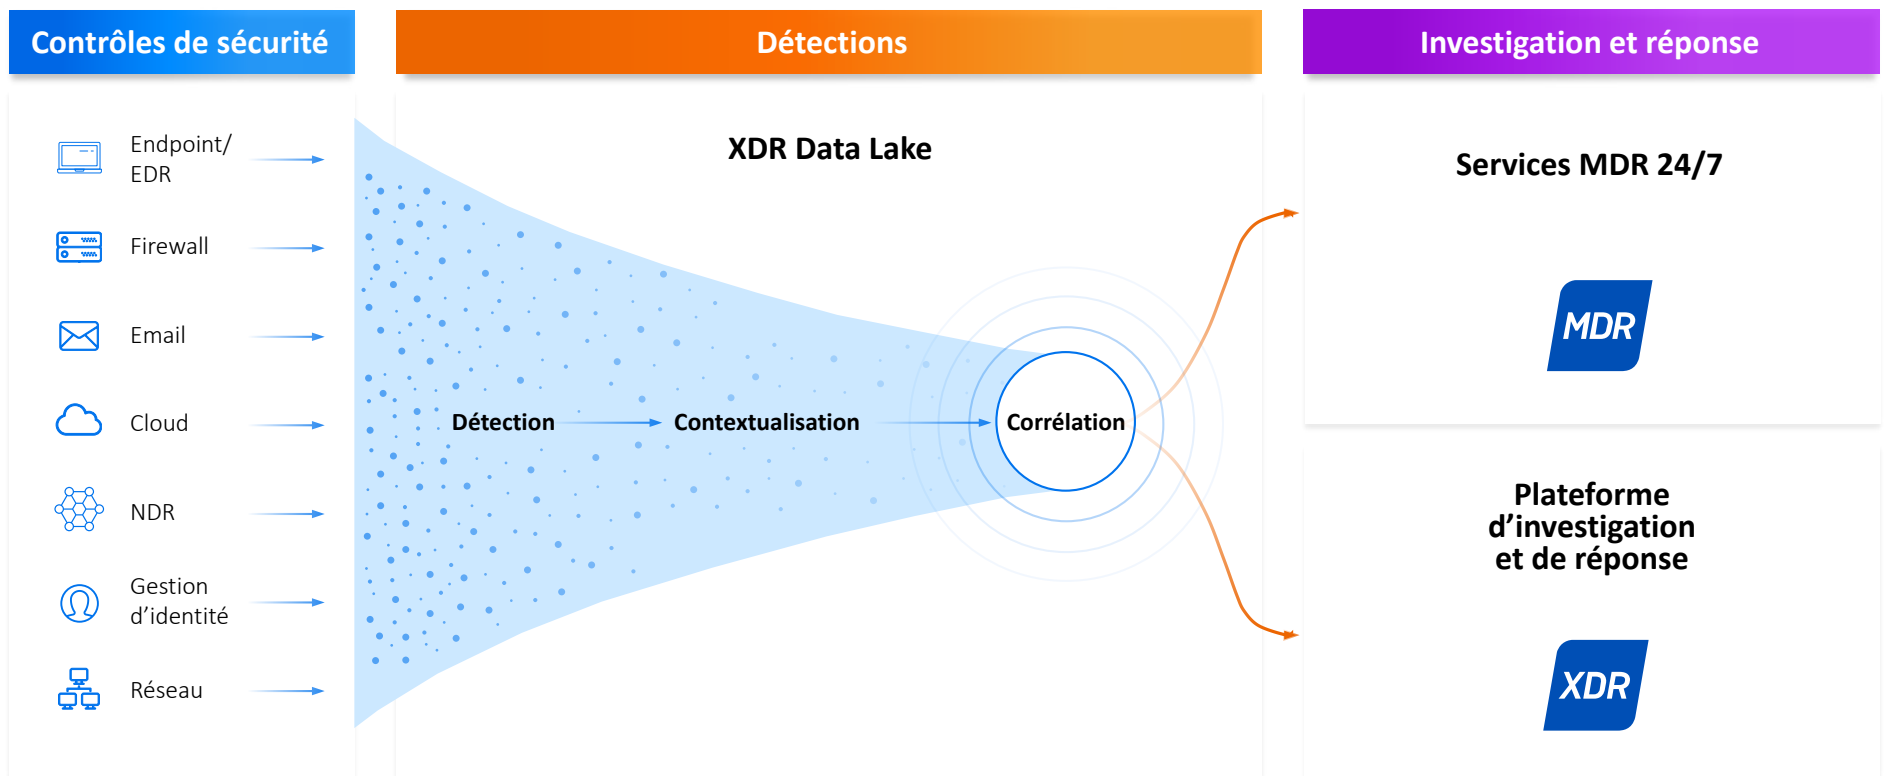 Contrôles de sécurité
Endpoint/
EDR
Firewall
Email
Cloud
NDR
Gestion
d’identité
Réseau
Détections
XDR Data Lake
Détection
Contextualisation
Corrélation
Investigation et réponse
Services MDR 24/7
MDR
Plateforme
d’investigation
et de réponse
XDR